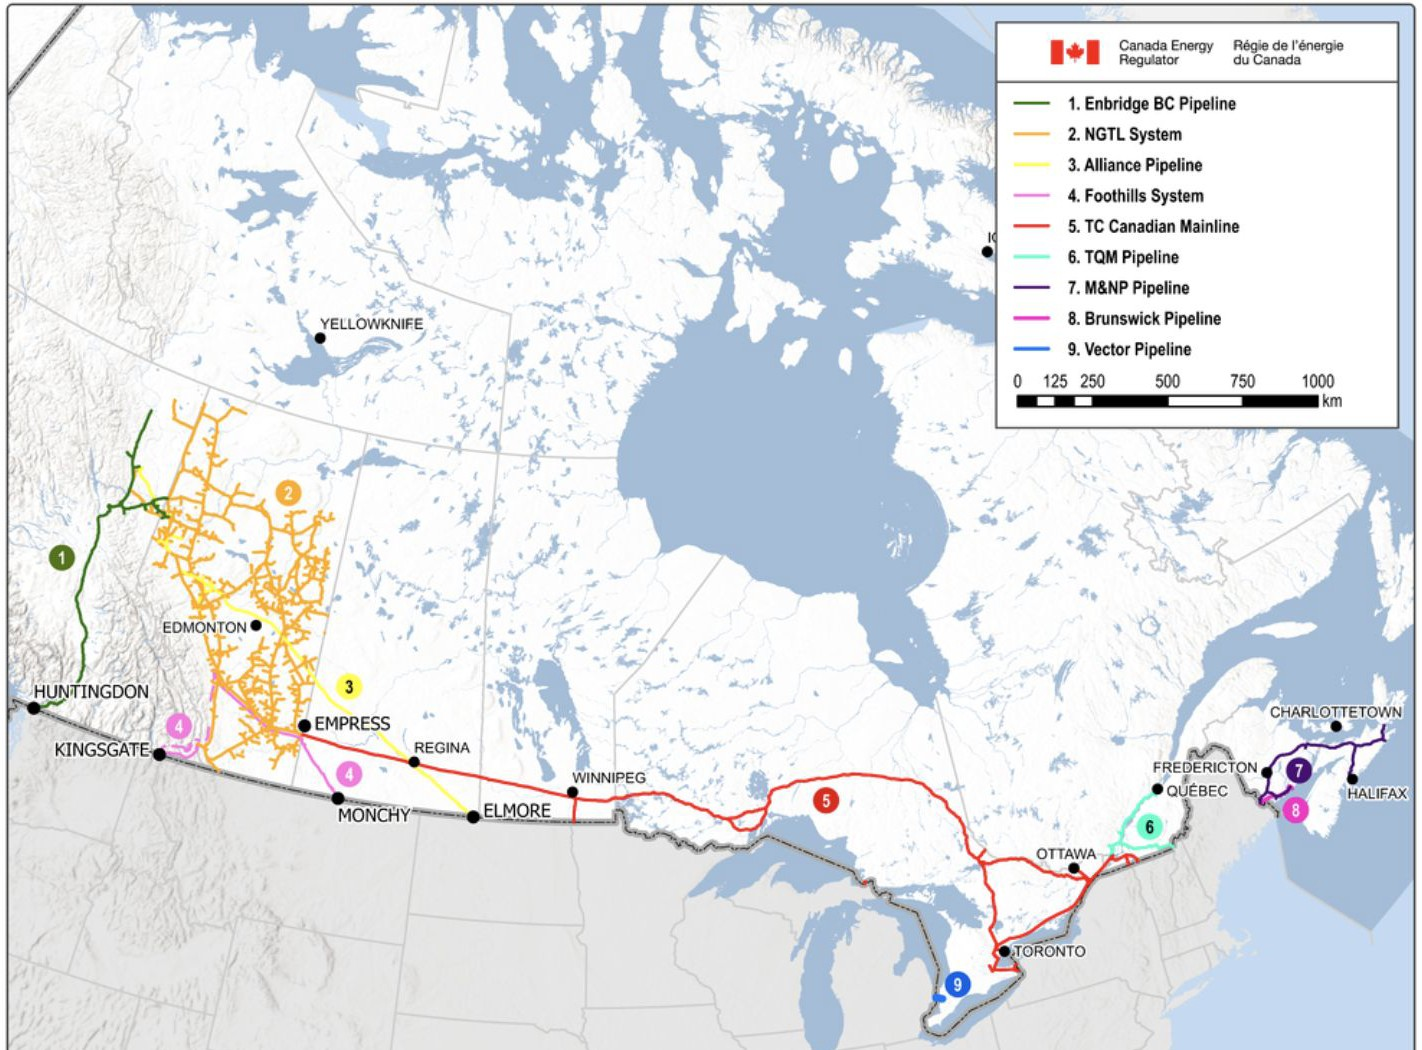 Canada Energy Regulator
Régie de l'énergie du Canada
1. Enbridge BC Pipeline
2. NGTL System
3. Alliance Pipeline
4. Foothills System
5. TC Canadian Mainline
6. TQM Pipeline
7. M&NP Pipeline
8. Brunswick Pipeline
9. Vector Pipeline
0 125 250 500 750 1000
km
YELLOWKNIFE
2
1
EDMONTON
3
HUNTINGDON
4
EMPRESS
KINGSGATE
REGINA
4
WINNIPEG
MONCHY
ELMORE
5
CHARLOTTETOWN
FREDERICTON
7
QUÉBEC
HALIFAX
8
6
OTTAWA
TORONTO
9